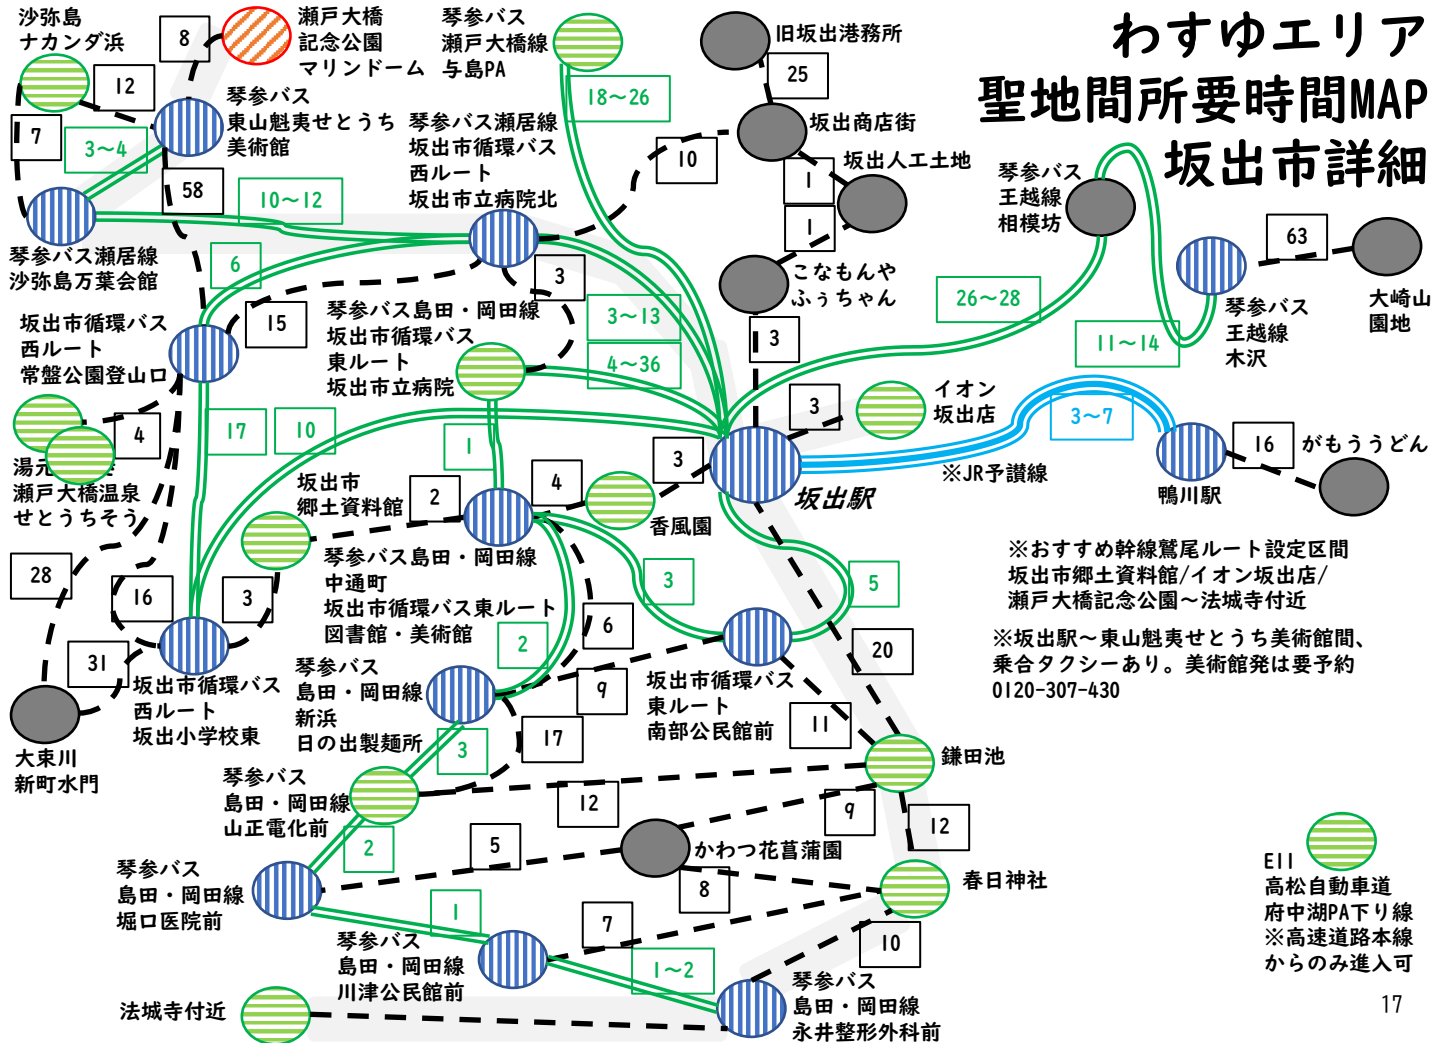 わすゆエリア
聖地間所要時間MAP
坂出市詳細
沙弥島
ナカンダ浜
8
瀬戸大橋
記念公園
マリンドーム
琴参バス
瀬戸大橋線
与島PA
旧坂出港務所
25
12
18～26
琴参バス
東山魁夷せとうち
美術館
7
3～4
琴参バス瀬居線
坂出市循環バス
西ルート
坂出市立病院北
坂出商店街
10
坂出人工土地
1
1
58
10～12
琴参バス
王越線
相模坊
63
琴参バス瀬居線
沙弥島万葉会館
6
3
こなもんや
ふぅちゃん
26～28
大崎山
園地
琴参バス
王越線
木沢
坂出市循環バス
西ルート
常盤公園登山口
15
琴参バス島田・岡田線
坂出市循環バス
東ルート
坂出市立病院
3～13
4～36
3
11～14
イオン
坂出店
3
3～7
4
17
10
1
3
16
がもううどん
湯元
瀬戸大橋温泉
せとうちそう
坂出市
郷土資料館
2
4
坂出駅
※JR予讃線
鴨川駅
香風園
28
16
3
琴参バス島田・岡田線
中通町
坂出市循環バス東ルート
図書館・美術館
3
5
※おすすめ幹線鷲尾ルート設定区間
坂出市郷土資料館/イオン坂出店/
瀬戸大橋記念公園～法城寺付近
6
2
20
31
※坂出駅～東山魁夷せとうち美術館間、
乗合タクシーあり。美術館発は要予約
0120-307-430
坂出市循環バス
西ルート
坂出小学校東
琴参バス
島田・岡田線
新浜
日の出製麺所
9
坂出市循環バス
東ルート
南部公民館前
11
大束川
新町水門
3
17
鎌田池
琴参バス
島田・岡田線
山正電化前
12
9
12
2
5
かわつ花菖蒲園
琴参バス
島田・岡田線
堀口医院前
8
春日神社
E11
高松自動車道
府中湖PA下り線
※高速道路本線
からのみ進入可
1
7
10
琴参バス
島田・岡田線
川津公民館前
1～2
琴参バス
島田・岡田線
永井整形外科前
法城寺付近
17